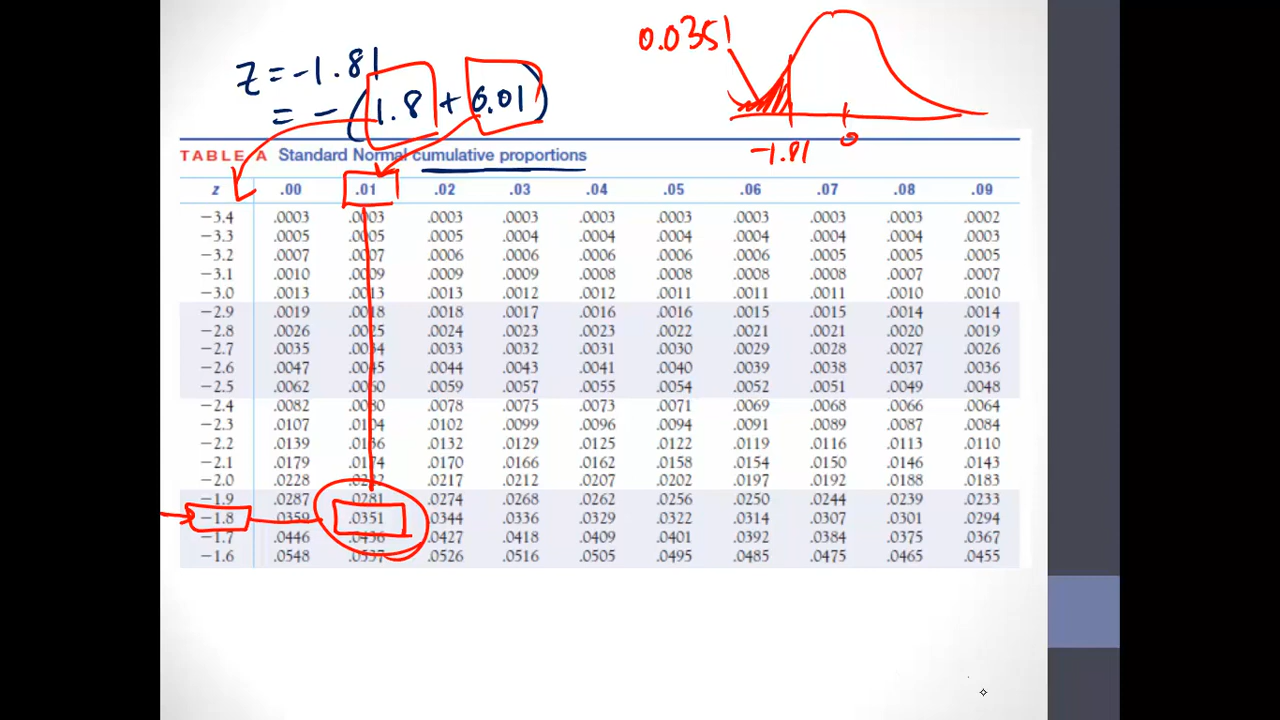 0.0351
z = -1.81
= -(1.8 + 0.01)
-1.81 0
TABLE A Standard Normal cumulative proportions
z .00 .01 .02 .03 .04 .05 .06 .07 .08 .09
−3.4 .0003 .0003 .0003 .0003 .0003 .0003 .0003 .0003 .0003 .0002
−3.3 .0005 .0005 .0005 .0004 .0004 .0004 .0004 .0004 .0004 .0003
−3.2 .0007 .0007 .0006 .0006 .0006 .0006 .0006 .0005 .0005 .0005
−3.1 .0010 .0009 .0009 .0009 .0008 .0008 .0008 .0008 .0007 .0007
−3.0 .0013 .0013 .0013 .0012 .0012 .0011 .0011 .0011 .0010 .0010
−2.9 .0019 .0018 .0018 .0017 .0016 .0016 .0015 .0015 .0014 .0014
−2.8 .0026 .0025 .0024 .0023 .0023 .0022 .0021 .0021 .0020 .0019
−2.7 .0035 .0034 .0033 .0032 .0031 .0030 .0029 .0028 .0027 .0026
−2.6 .0047 .0045 .0044 .0043 .0041 .0040 .0039 .0038 .0037 .0036
−2.5 .0062 .0060 .0059 .0057 .0055 .0054 .0052 .0051 .0049 .0048
−2.4 .0082 .0080 .0078 .0075 .0073 .0071 .0069 .0068 .0066 .0064
−2.3 .0107 .0104 .0102 .0099 .0096 .0094 .0091 .0089 .0087 .0084
−2.2 .0139 .0136 .0132 .0129 .0125 .0122 .0119 .0116 .0113 .0110
−2.1 .0179 .0174 .0170 .0166 .0162 .0158 .0154 .0150 .0146 .0143
−2.0 .0228 .0222 .0217 .0212 .0207 .0202 .0197 .0192 .0188 .0183
−1.9 .0287 .0281 .0274 .0268 .0262 .0256 .0250 .0244 .0239 .0233
−1.8 .0359 .0351 .0344 .0336 .0329 .0322 .0314 .0307 .0301 .0294
−1.7 .0446 .0436 .0427 .0418 .0409 .0401 .0392 .0384 .0375 .0367
−1.6 .0548 .0537 .0526 .0516 .0505 .0495 .0485 .0475 .0465 .0455